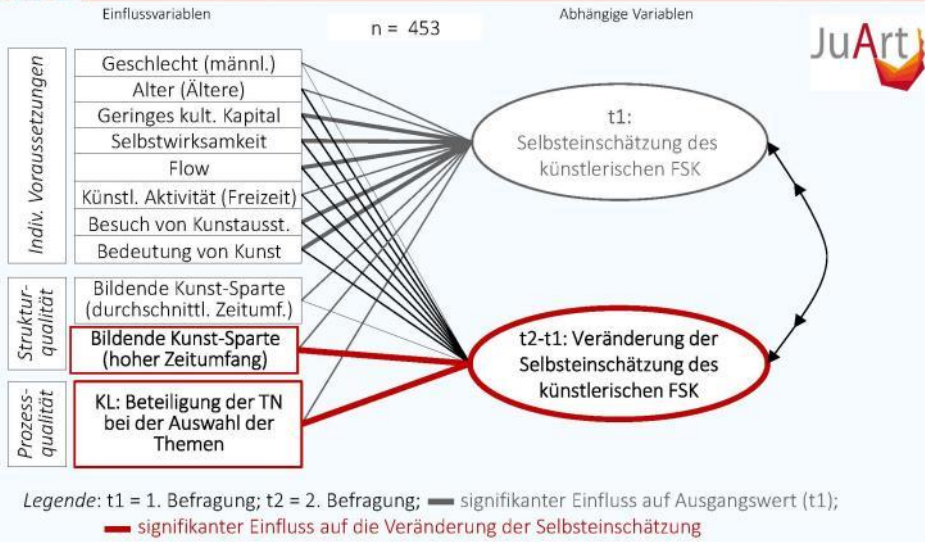 Einflussvariablen
Abhängige Variablen
n = 453
JuArt
Indiv. Voraussetzungen
Geschlecht (männl.)
Alter (Ältere)
Geringes kult. Kapital
Selbstwirksamkeit
Flow
Künstl. Aktivität (Freizeit)
Besuch von Kunstausst.
Bedeutung von Kunst
Struktur-
qualität
Bildende Kunst-Sparte
(durchschnittl. Zeitumf.)
Bildende Kunst-Sparte
(hoher Zeitumfang)
Prozess-
qualität
KL: Beteiligung der TN
bei der Auswahl der
Themen
t1:
Selbsteinschätzung des
künstlerischen FSK
t2-t1: Veränderung der
Selbsteinschätzung des
künstlerischen FSK
Legende: t1 = 1. Befragung; t2 = 2. Befragung; signifikanter Einfluss auf Ausgangswert (t1);
signifikanter Einfluss auf die Veränderung der Selbsteinschätzung